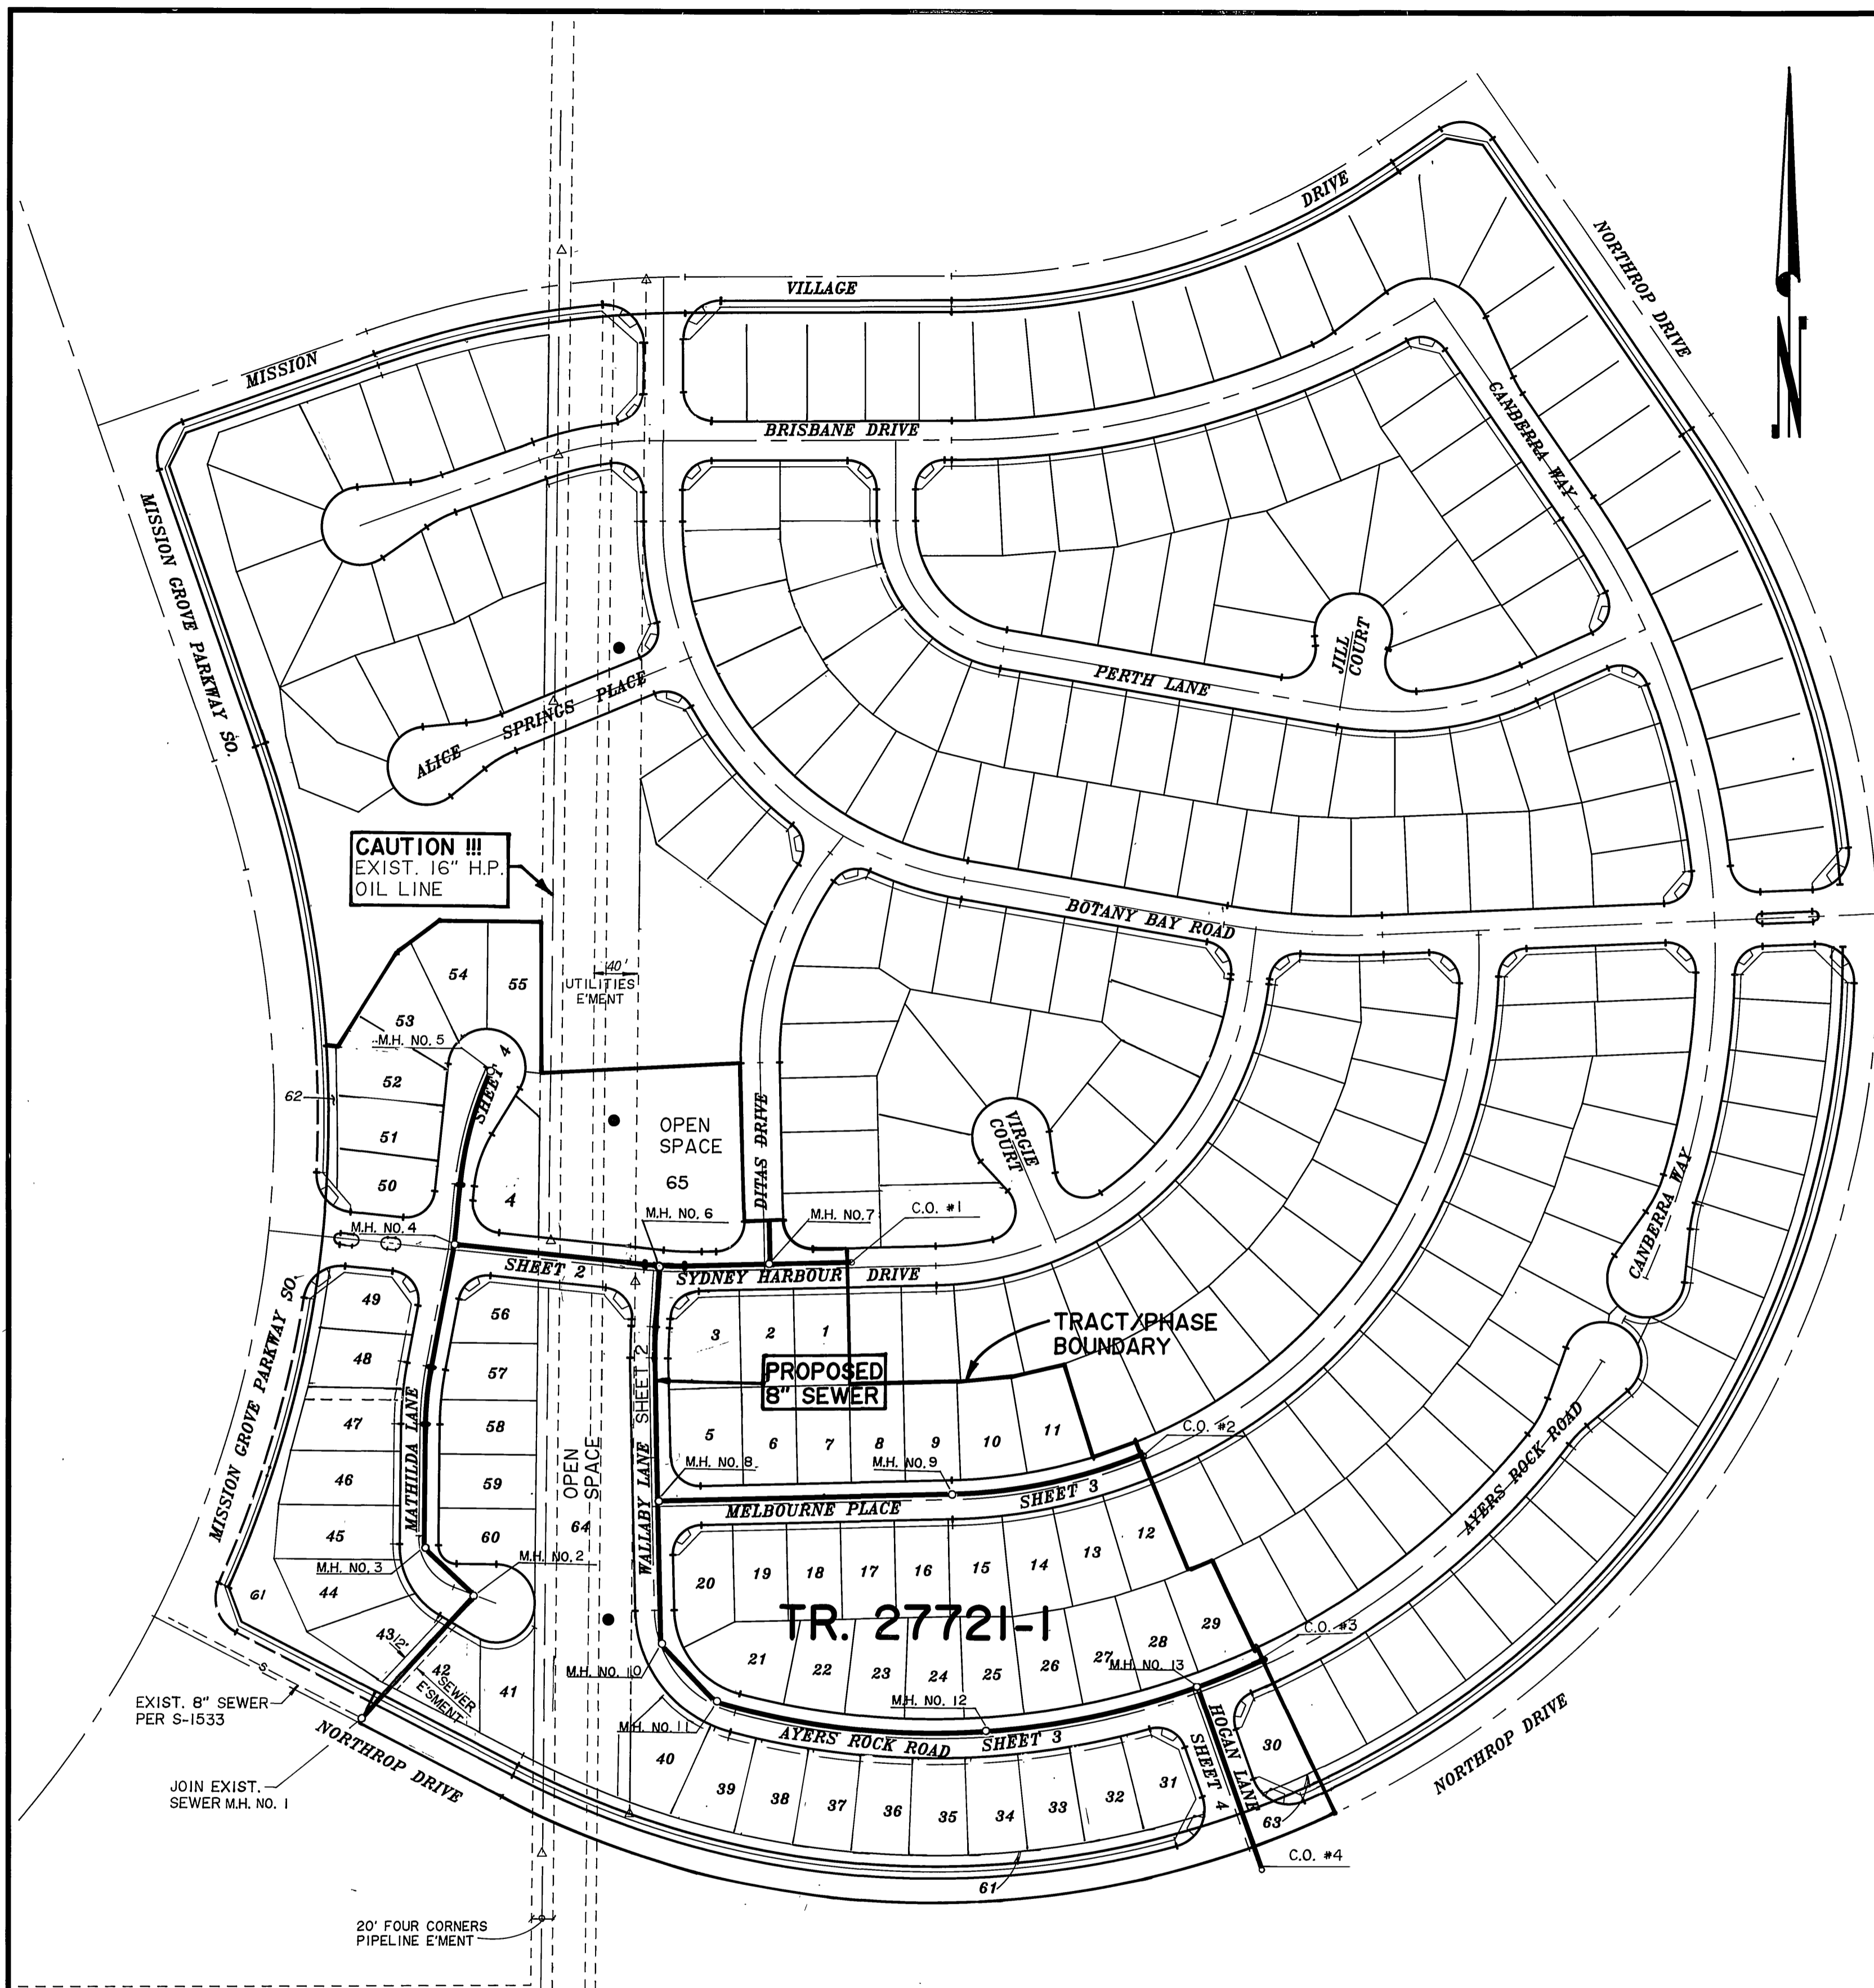 DRIVE
NORTHROP DRIVE
VILLAGE
MISSION
N
CANBERRA WAY
BRISBANE DRIVE
MISSION GROVE PARKWAY SO.
JILL
COURT
PERTH LANE
ALICE SPRINGS PLACE
CAUTION !!!
EXIST. 16" H.P.
OIL LINE
BOTANY BAY ROAD
54
55
40'
UTILITIES
E'MENT
53
M.H. NO. 5
SHEET 4
52
62
OPEN
SPACE
65
DITAS DRIVE
VIRGIE
COURT
51
50
4
M.H. NO. 4
M.H. NO. 6
M.H. NO. 7
C.O. #1
CANBERRA WAY
SHEET 2
SYDNEY HARBOUR DRIVE
MISSION GROVE PARKWAY SO.
49
56
3
2
1
TRACT/PHASE
BOUNDARY
48
57
PROPOSED
8" SEWER
WALLABY LANE SHEET 2
MATHILDA LANE
47
58
5
6
7
8
9
10
11
C.O. #2
M.H. NO. 8
M.H. NO. 9
AYERS ROCK ROAD
46
59
OPEN
SPACE
64
MELBOURNE PLACE
SHEET 3
45
60
12
M.H. NO. 3
M.H. NO. 2
20
19
18
17
16
15
14
13
61
44
TR. 27721-1
43
12'
42
SEWER
E'SMENT
41
29
C.O. #3
28
27
26
25
24
23
22
21
M.H. NO. 13
M.H. NO. 10
M.H. NO. 12
M.H. NO. 11
S
EXIST. 8" SEWER
PER S-1533
NORTHROP DRIVE
AYERS ROCK ROAD
SHEET 3
HOGAN LANE
SHEET 4
30
NORTHROP DRIVE
JOIN EXIST.
SEWER M.H. NO. 1
40
39
38
37
36
35
34
33
32
31
63
C.O. #4
61
20' FOUR CORNERS
PIPELINE E'MENT